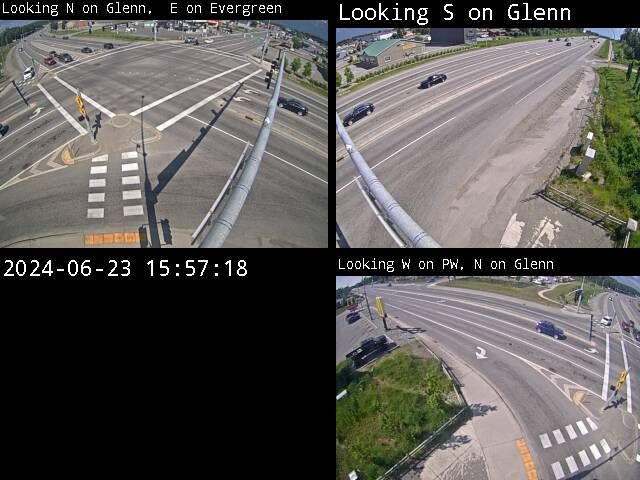 Looking N on Glenn,  E on Evergreen
Looking S on Glenn
2024-06-23 15:57:18
Looking W on PW, N on Glenn